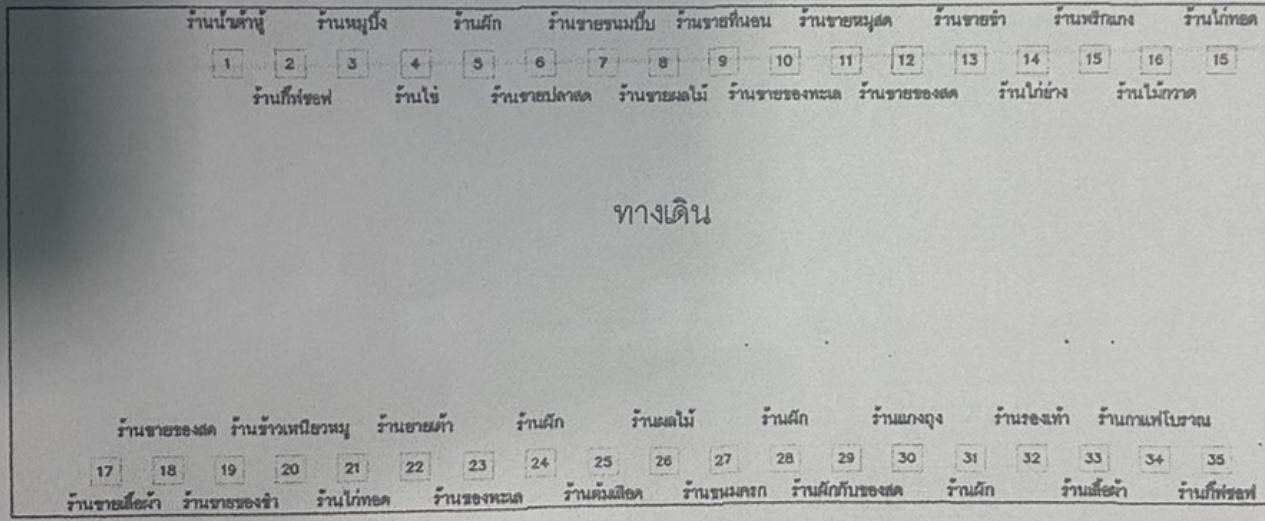 ร้านน้ำเต้าหู้ ร้านหมูปิ้ง ร้านผัก ร้านขายขนมปี๊บ ร้านขายที่นอน ร้านขายหมูสด ร้านขายขำ ร้านพริกแกง ร้านไก่ทอด
1 2 3 4 5 6 7 8 9 10 11 12 13 14 15 16 15
ร้านกิ๊ฟชอฟ ร้านไข่ ร้านขายปลาสด ร้านขายผลไม้ ร้านขายของทะเล ร้านขายของสด ร้านไก่ย่าง ร้านไม้กวาด
ทางเดิน
ร้านขายของสด ร้านข้าวเหนียวหมู ร้านยายเต้า ร้านผัก ร้านผลไม้ ร้านผัก ร้านแกงถุง ร้านรองเท้า ร้านกาแฟโบราณ
17 18 19 20 21 22 23 24 25 26 27 28 29 30 31 32 33 34 35
ร้านขายเสื้อผ้า ร้านขายของชำ ร้านไก่ทอด ร้านของทะเล ร้านต้มเลือด ร้านขนมครก ร้านผักกับของสด ร้านผัก ร้านเสื้อผ้า ร้านกิ๊ฟชอฟ